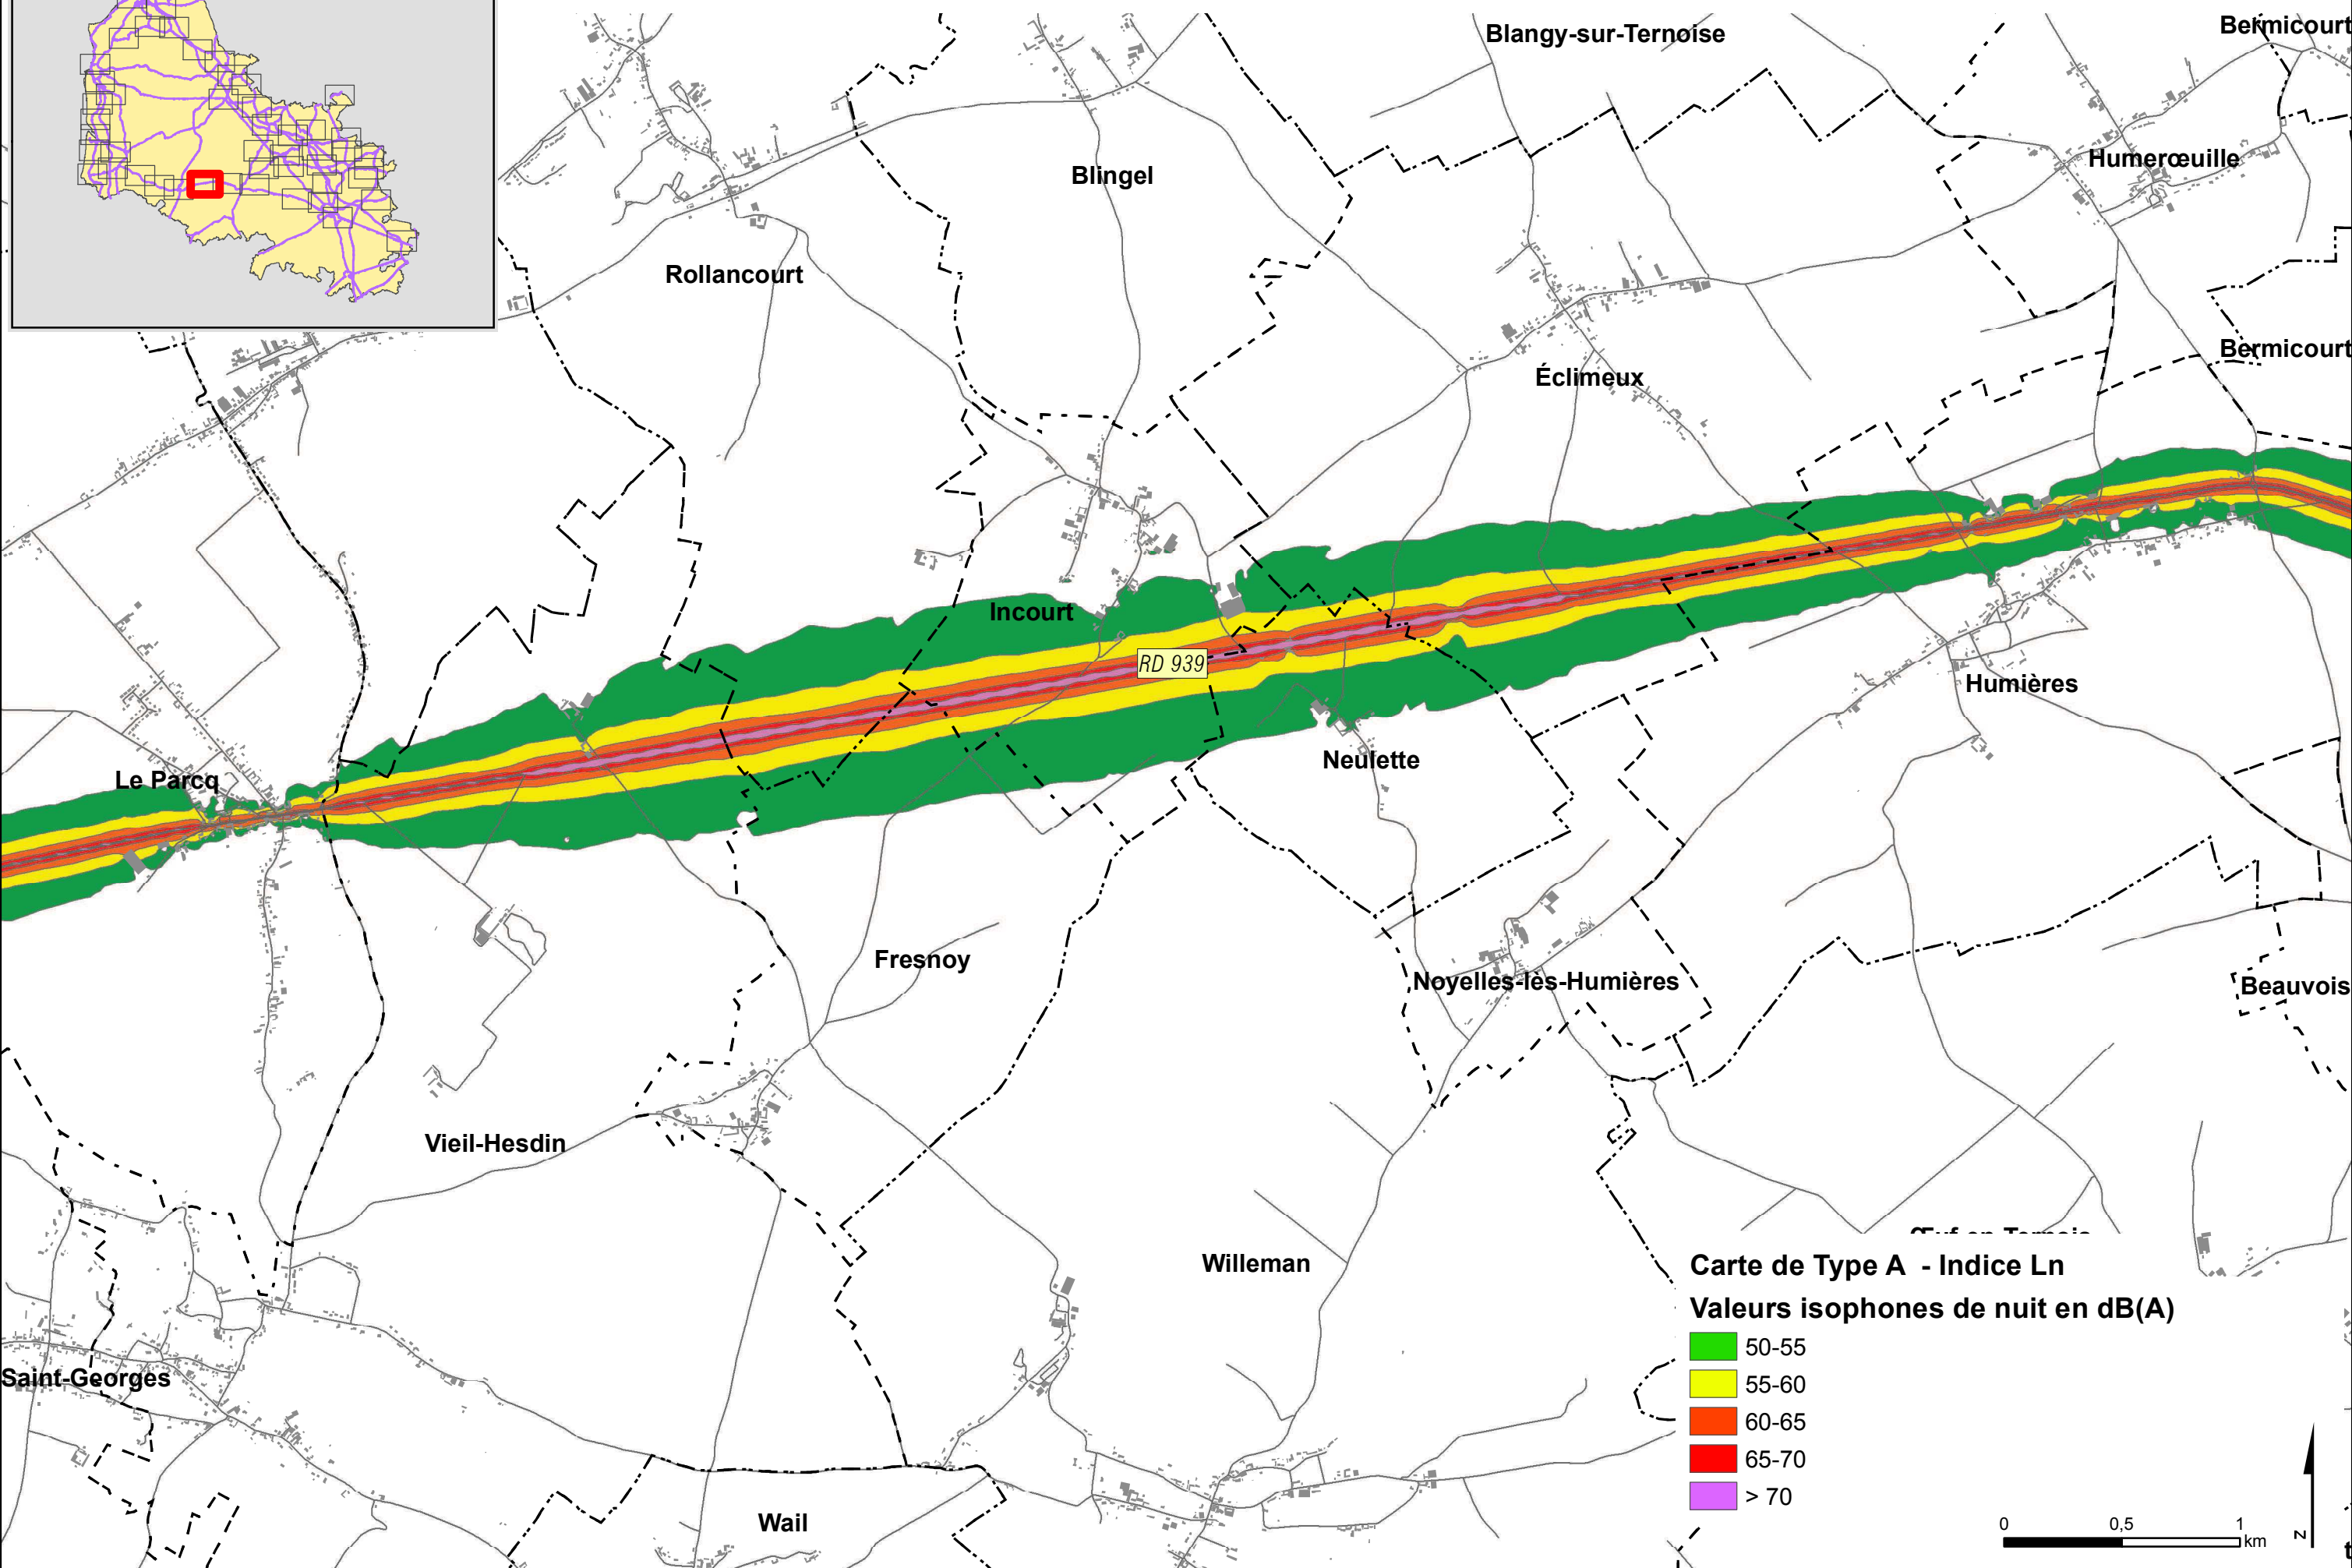 Blangy-sur-Ternoise
Bermicourt
Humerœuille
Blingel
Rollancourt
Bermicourt
Éclimeux
Incourt
RD 939
Humières
Neulette
Le Parcq
Fresnoy
Noyelles-lès-Humières
Beauvois
Vieil-Hesdin
Willeman
Saint-Georges
Wail
Carte de Type A - Indice Ln
Valeurs isophones de nuit en dB(A)
50-55
55-60
60-65
65-70
> 70
0 0,5 1
km
N